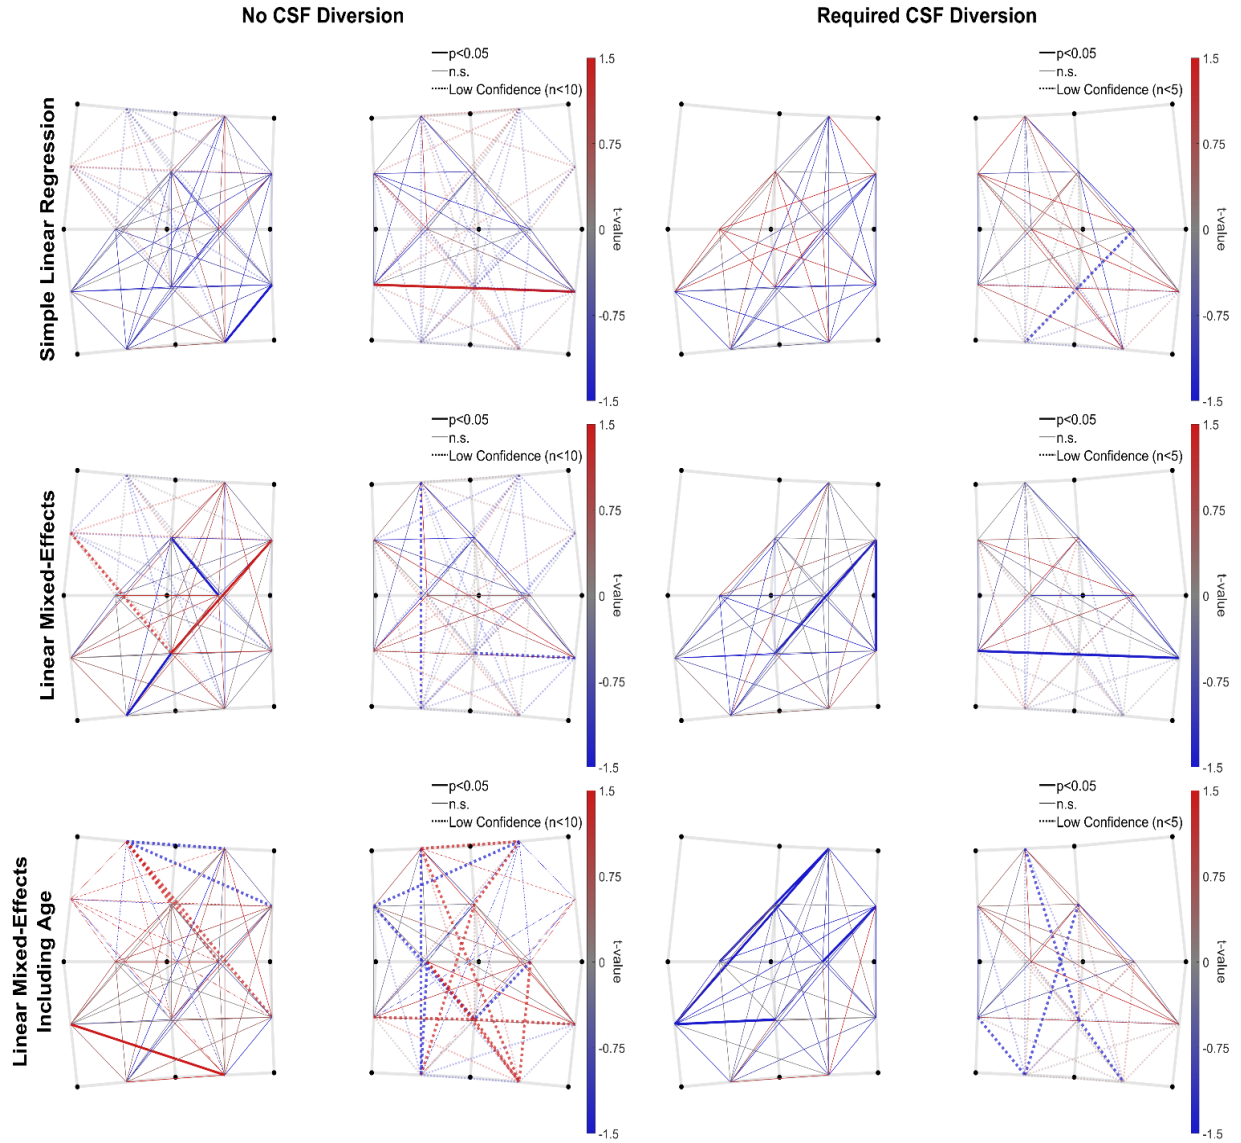 No CSF Diversion
Required CSF Diversion
Simple Linear Regression
p<0.05
n.s.
Low Confidence (n<10)
1.5
0.75
0
-0.75
-1.5
t-value
p<0.05
n.s.
Low Confidence (n<5)
1.5
0.75
0
-0.75
-1.5
t-value
Linear Mixed-Effects
p<0.05
n.s.
Low Confidence (n<10)
1.5
0.75
0
-0.75
-1.5
t-value
p<0.05
n.s.
Low Confidence (n<5)
1.5
0.75
0
-0.75
-1.5
t-value
Linear Mixed-Effects
Including Age
p<0.05
n.s.
Low Confidence (n<10)
1.5
0.75
0
-0.75
-1.5
t-value
p<0.05
n.s.
Low Confidence (n<5)
1.5
0.75
0
-0.75
-1.5
t-value